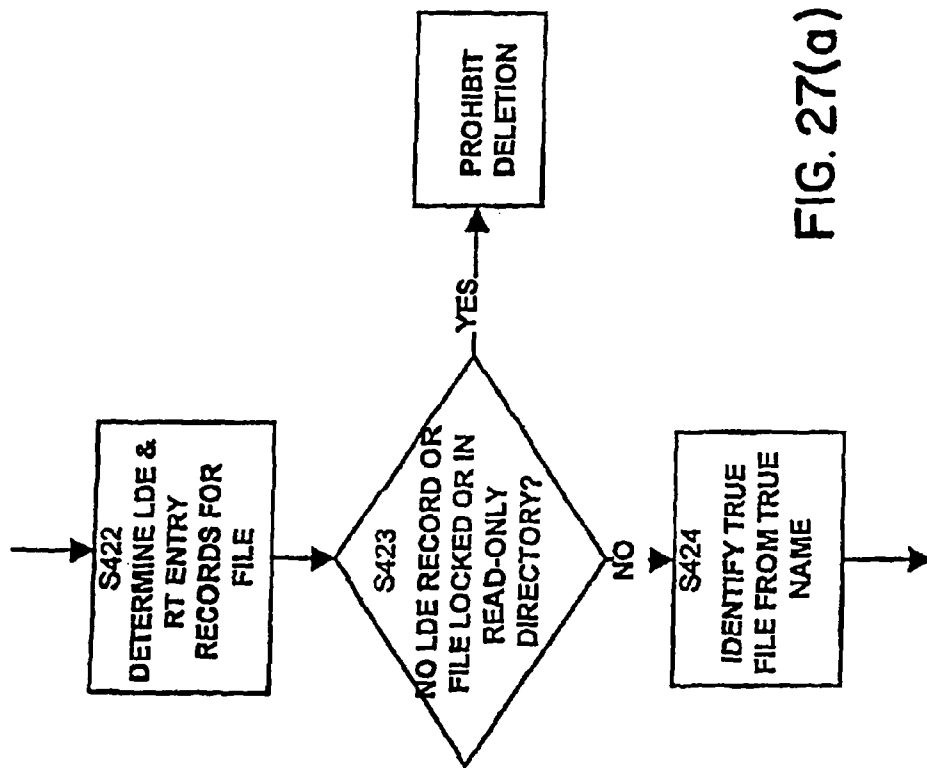 S422
DETERMINE LDE &
RT ENTRY
RECORDS FOR
FILE
S423
NO LDE RECORD OR
FILE LOCKED OR IN
READ-ONLY
DIRECTORY?
YES
PROHIBIT
DELETION
NO
S424
IDENTIFY TRUE
FILE FROM TRUE
NAME
FIG. 27(a)